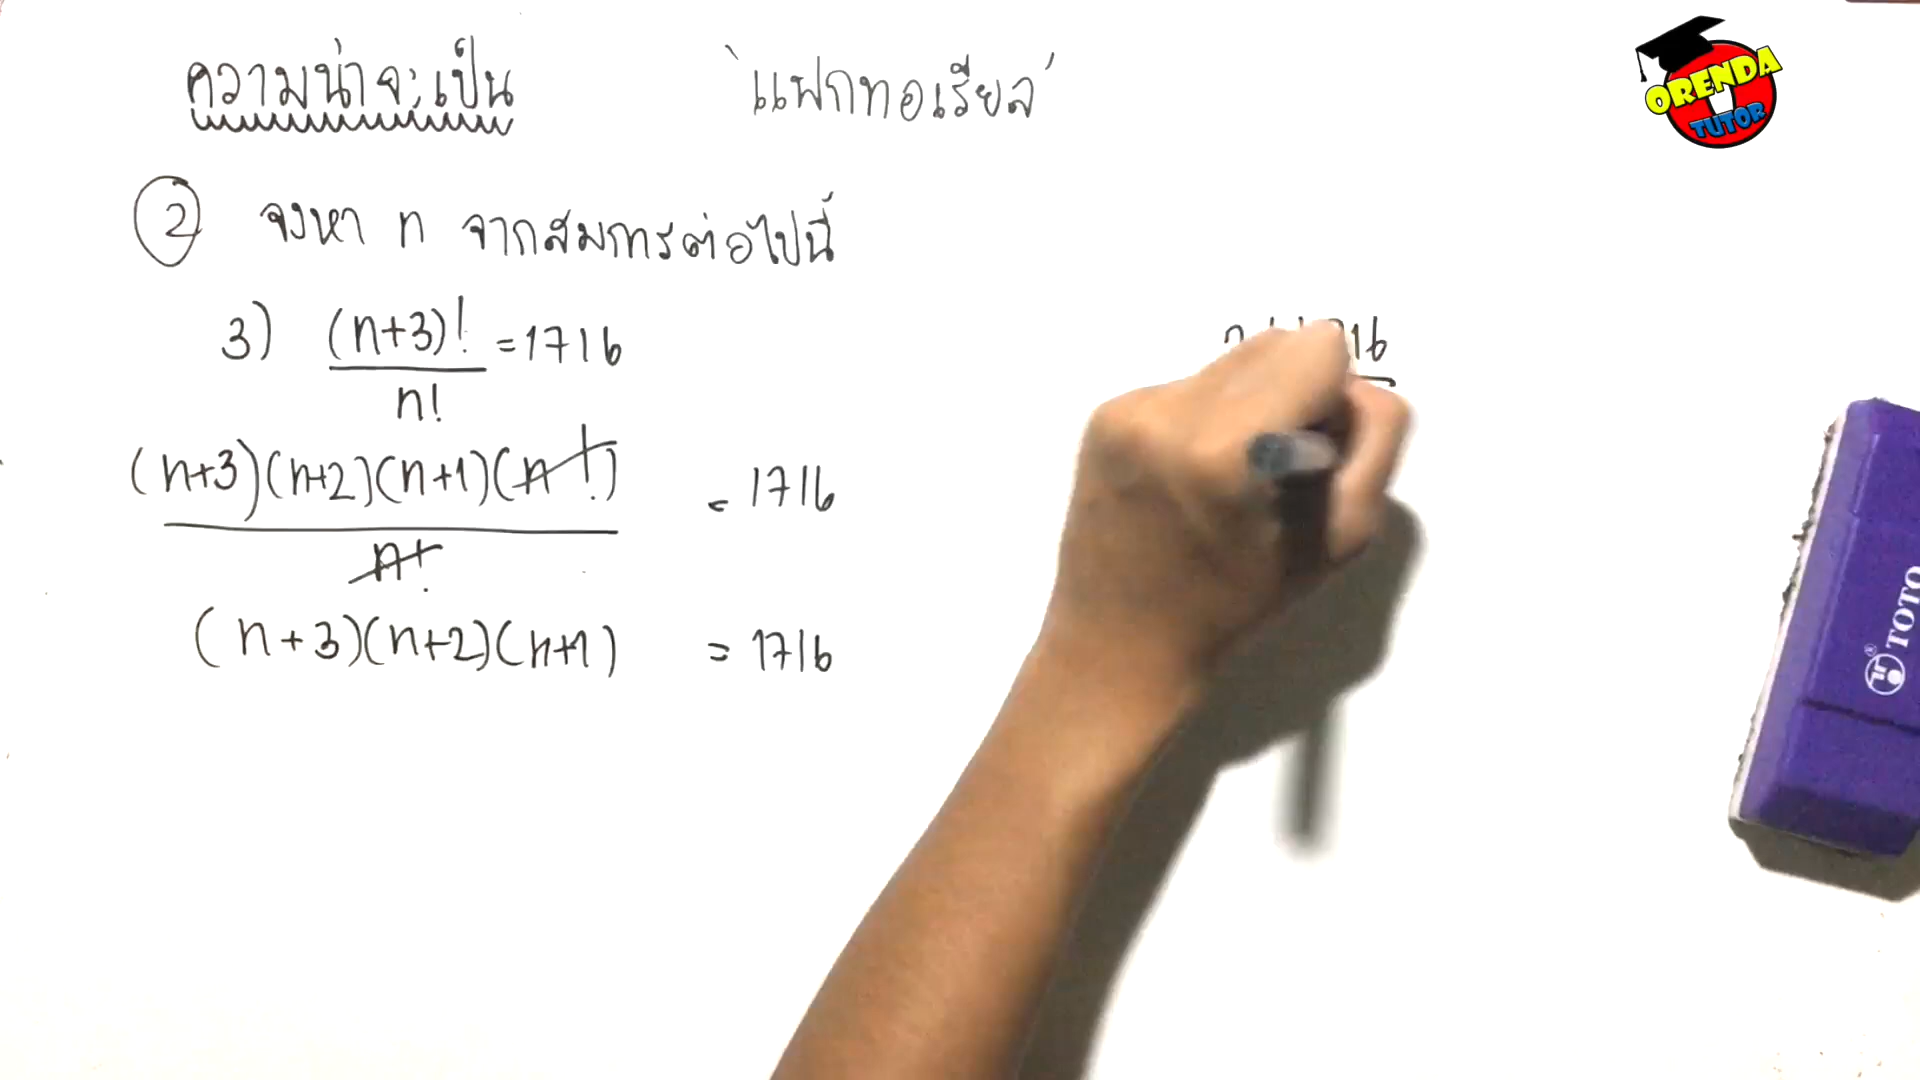 ความน่าจะเป็น "แฟกทอเรียล"
ORENDA
TUTOR
2 จงหา n จากสมการต่อไปนี้
3) (n+3)! = 1716
n!
(n+3)(n+2)(n+1)(n!) = 1716
n!
(n+3)(n+2)(n+1) = 1716
16
TOTO